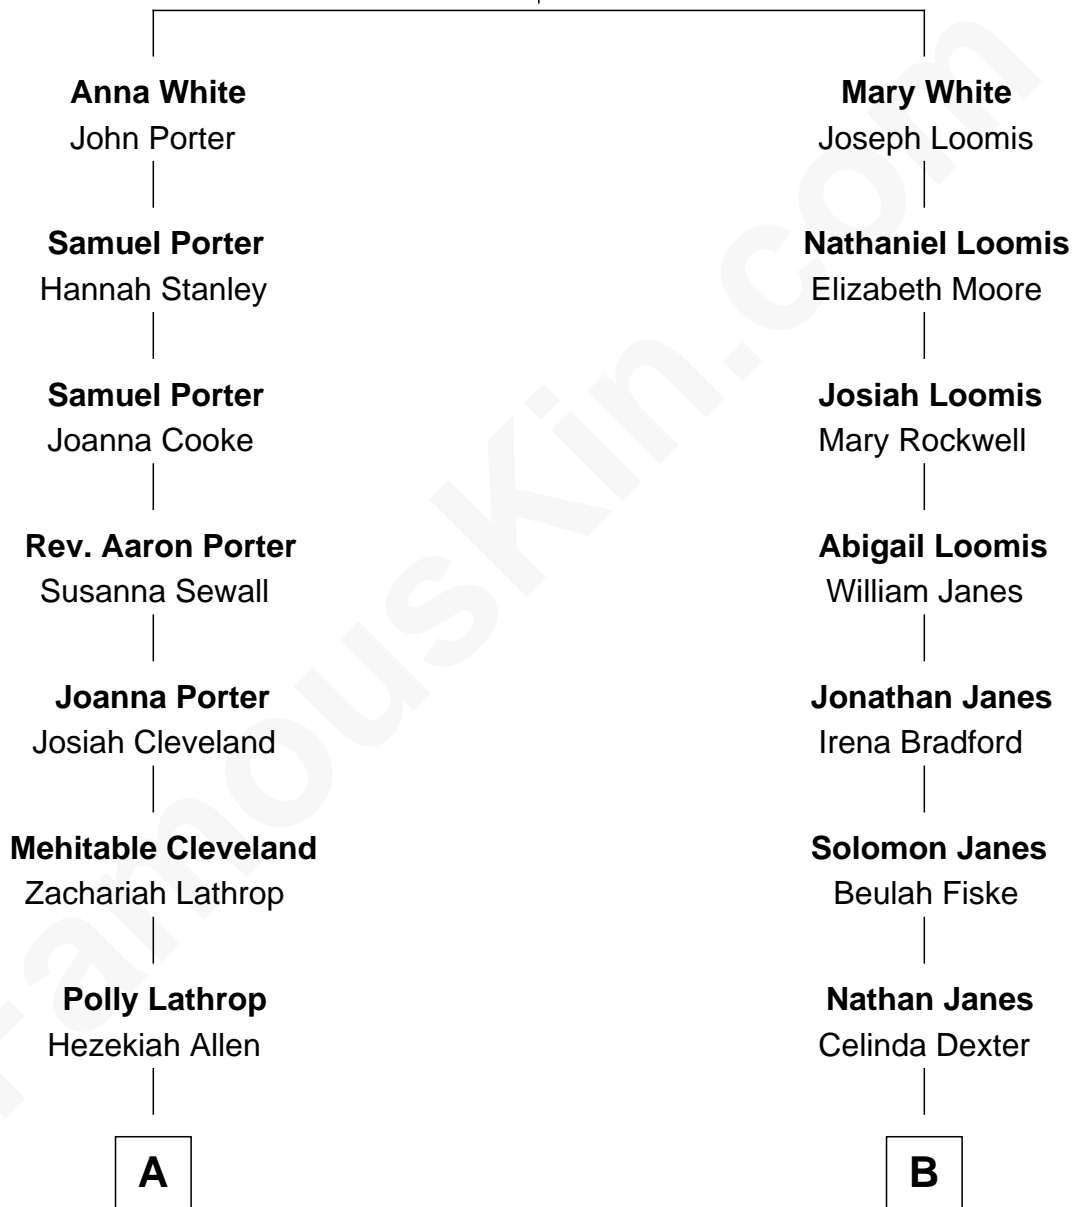 Anna White
John Porter
Mary White
Joseph Loomis
Samuel Porter
Hannah Stanley
Nathaniel Loomis
Elizabeth Moore
Samuel Porter
Joanna Cooke
Josiah Loomis
Mary Rockwell
Rev. Aaron Porter
Susanna Sewall
Abigail Loomis
William Janes
Joanna Porter
Josiah Cleveland
Jonathan Janes
Irena Bradford
Mehitable Cleveland
Zachariah Lathrop
Solomon Janes
Beulah Fiske
Polly Lathrop
Hezekiah Allen
Nathan Janes
Celinda Dexter
A
B
FamousKin.com